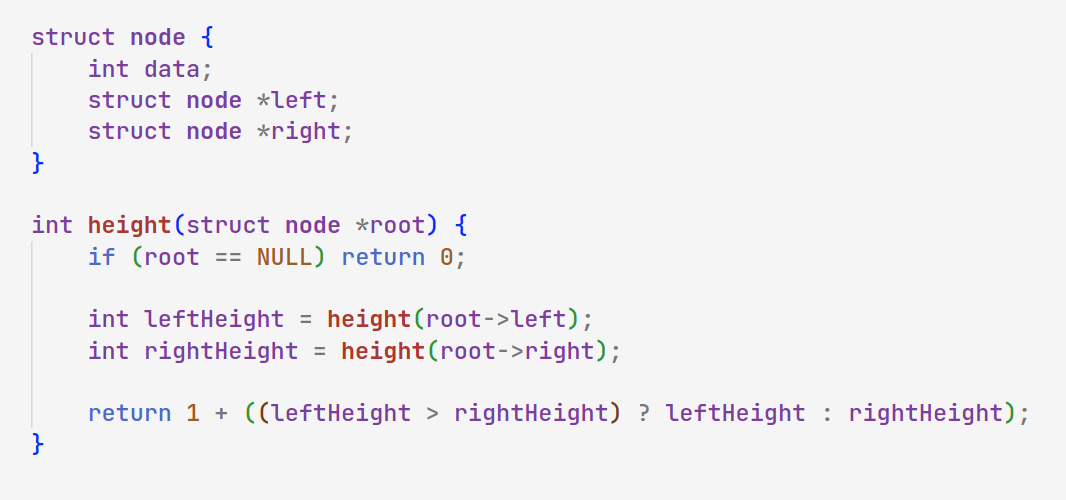 struct node {
    int data;
    struct node *left;
    struct node *right;
}

int height(struct node *root) {
    if (root == NULL) return 0;

    int leftHeight = height(root->left);
    int rightHeight = height(root->right);

    return 1 + ((leftHeight > rightHeight) ? leftHeight : rightHeight);
}